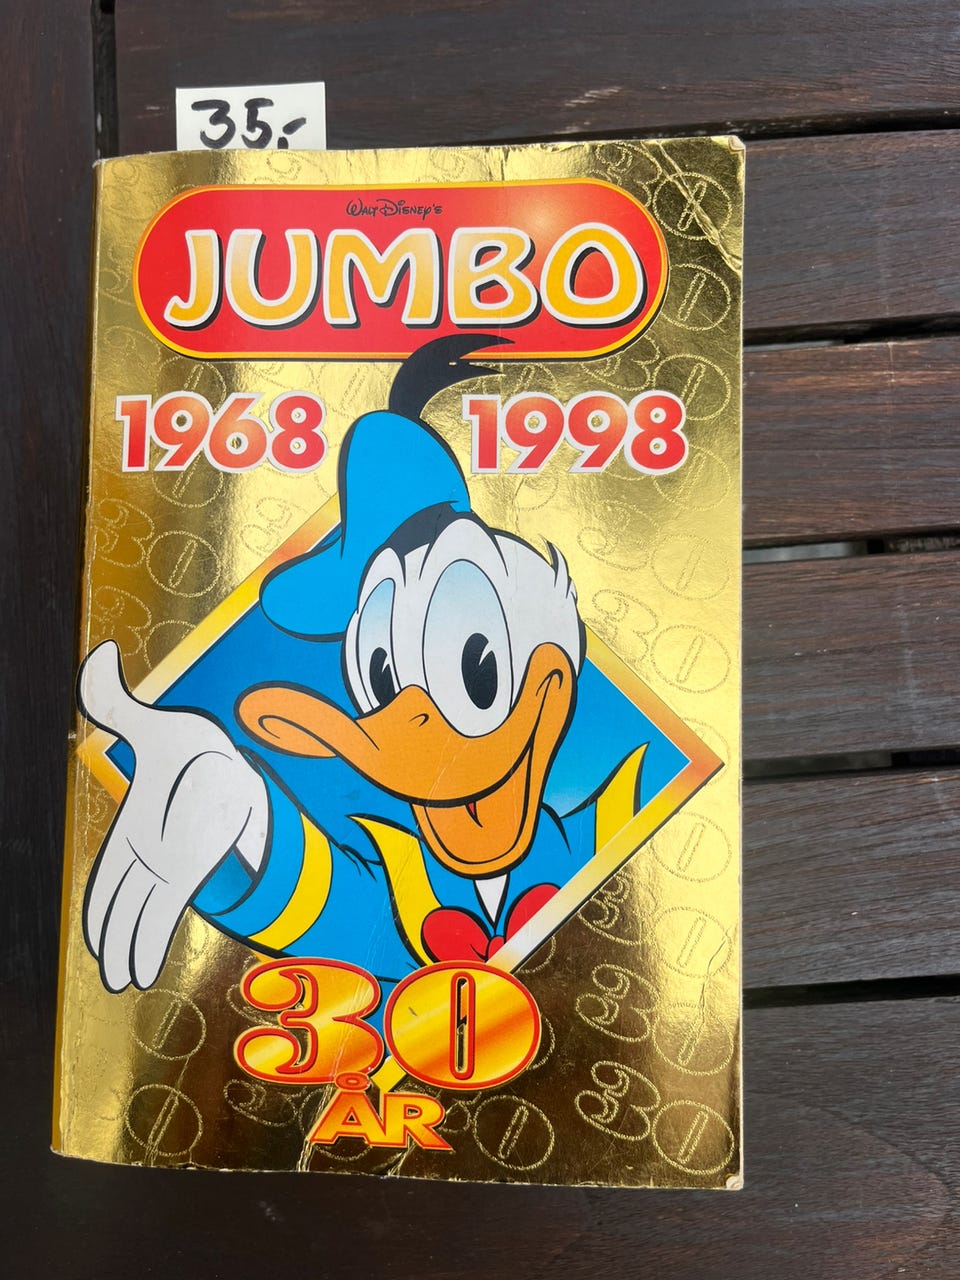 35,-
WALT DISNEY'S
JUMBO
1968 1998
30
ÅR